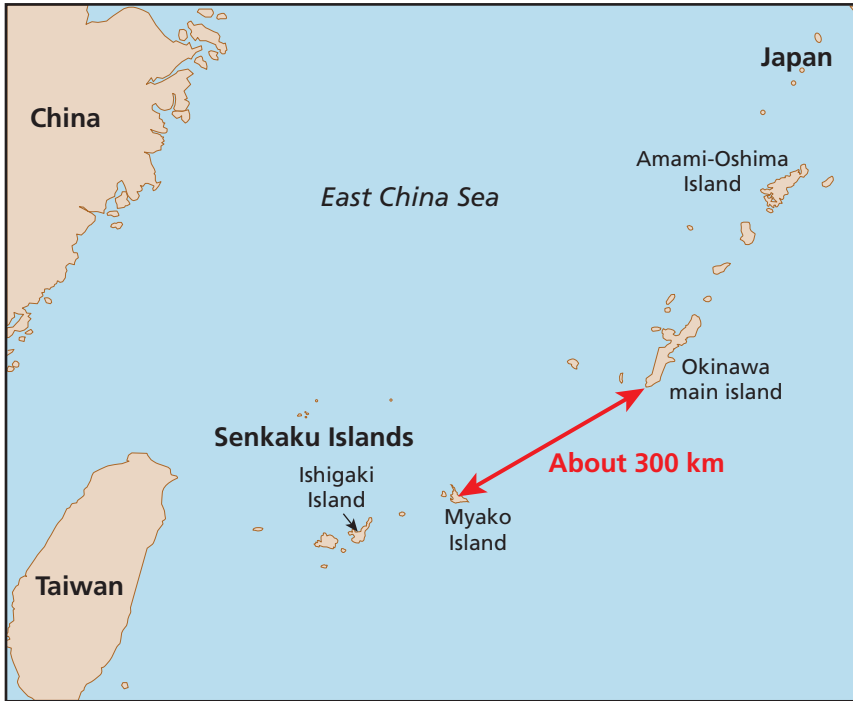 Japan
China
Amami-Oshima
Island
East China Sea
Okinawa
main island
Senkaku Islands
About 300 km
Ishigaki
Island
Myako
Island
Taiwan